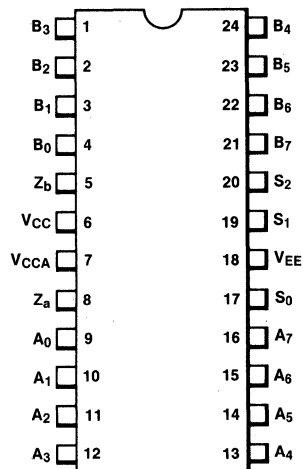 B3 1 24 B4
B2 2 23 B5
B1 3 22 B6
B0 4 21 B7
Zb 5 20 S2
VCC 6 19 S1
VCCA 7 18 VEE
Za 8 17 S0
A0 9 16 A7
A1 10 15 A6
A2 11 14 A5
A3 12 13 A4